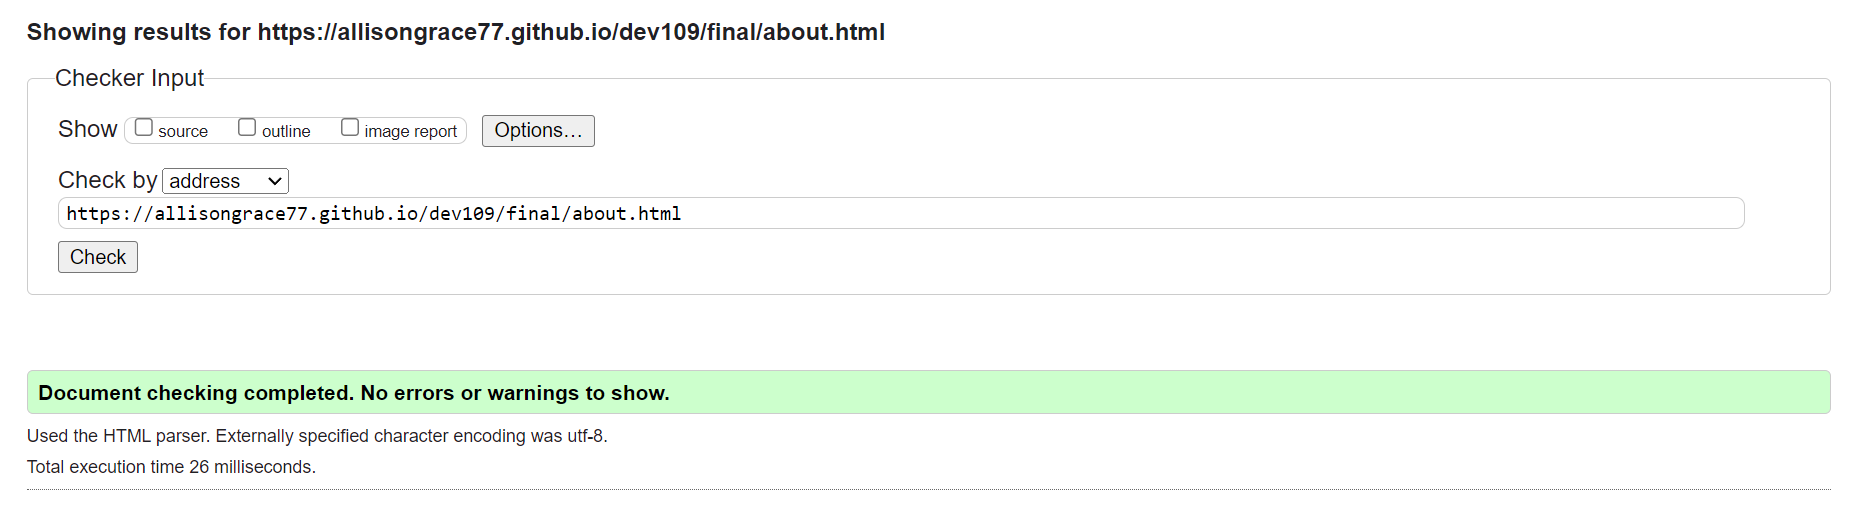 Showing results for https://allisongrace77.github.io/dev109/final/about.html
Checker Input
Show source outline image report Options...
Check by address
https://allisongrace77.github.io/dev109/final/about.html
Check
Document checking completed. No errors or warnings to show.
Used the HTML parser. Externally specified character encoding was utf-8.
Total execution time 26 milliseconds.